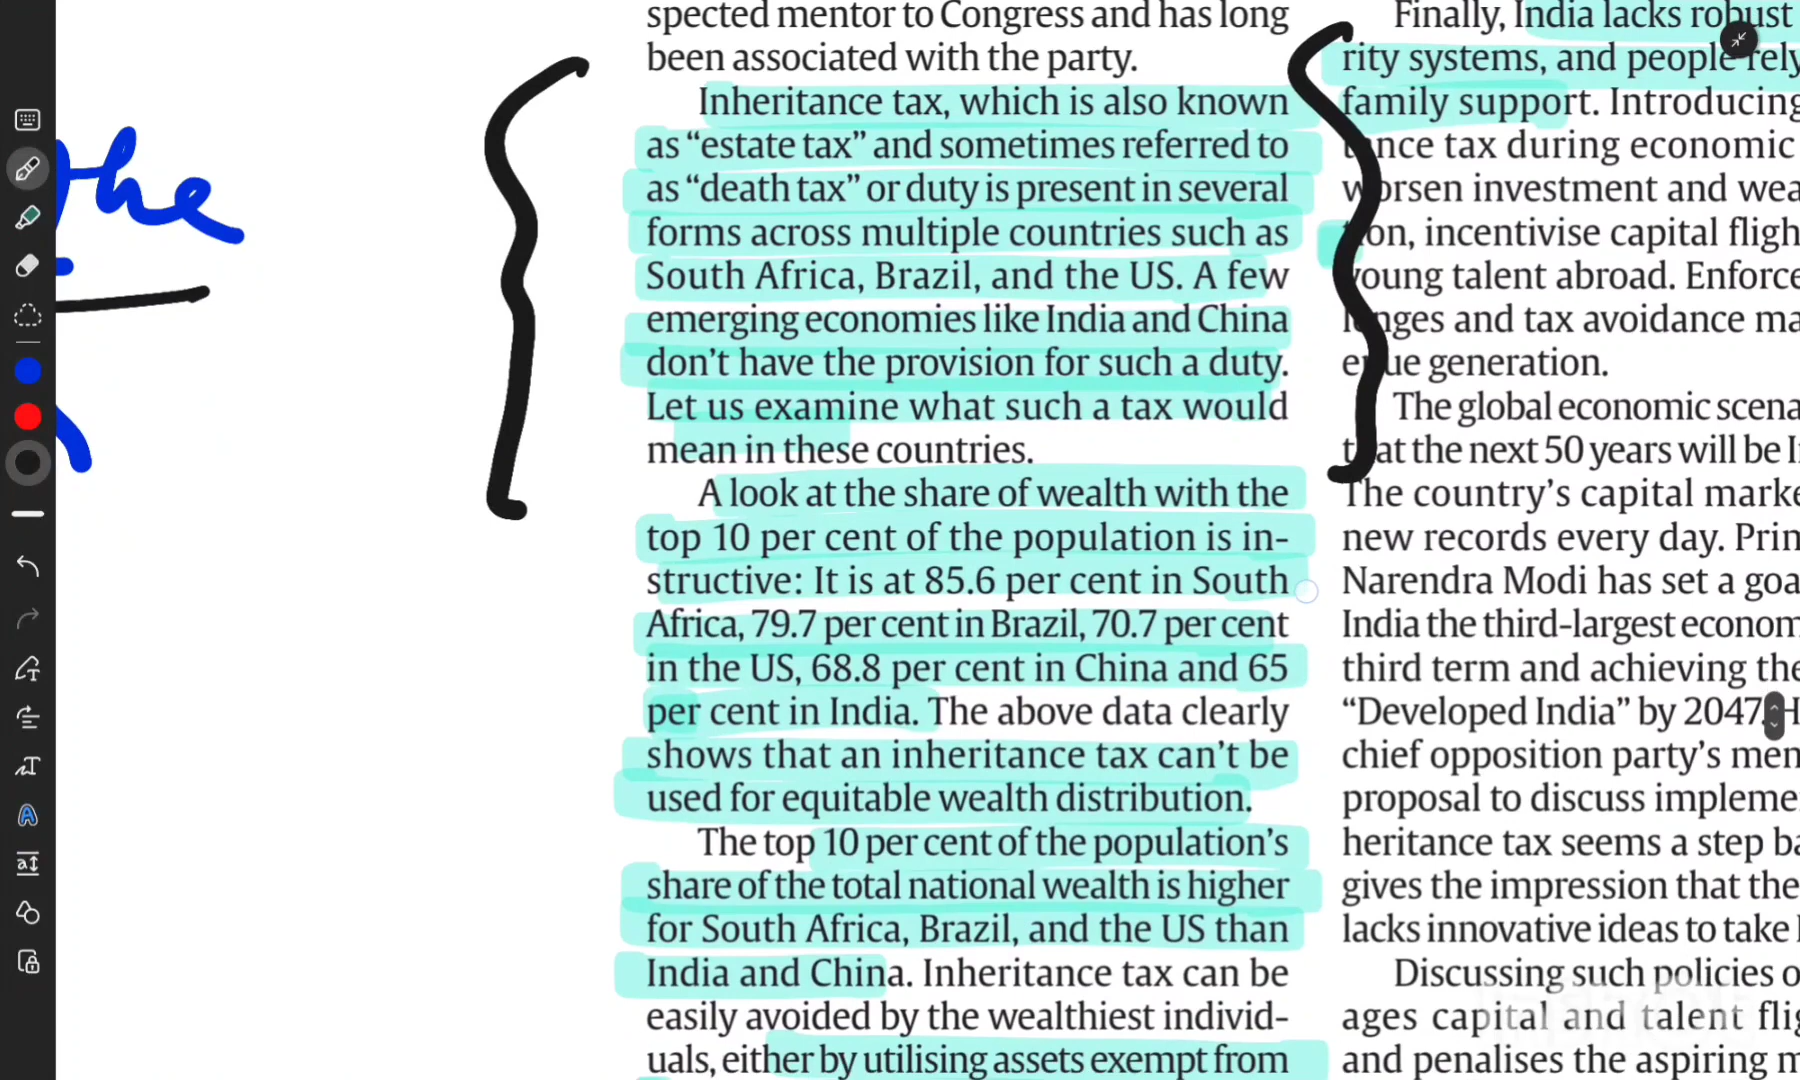 the
spected mentor to Congress and has long
been associated with the party.
Inheritance tax, which is also known
as “estate tax” and sometimes referred to
as “death tax” or duty is present in several
forms across multiple countries such as
South Africa, Brazil, and the US. A few
emerging economies like India and China
don’t have the provision for such a duty.
Let us examine what such a tax would
mean in these countries.
A look at the share of wealth with the
top 10 per cent of the population is in-
structive: It is at 85.6 per cent in South
Africa, 79.7 per cent in Brazil, 70.7 per cent
in the US, 68.8 per cent in China and 65
per cent in India. The above data clearly
shows that an inheritance tax can’t be
used for equitable wealth distribution.
The top 10 per cent of the population’s
share of the total national wealth is higher
for South Africa, Brazil, and the US than
India and China. Inheritance tax can be
easily avoided by the wealthiest individ-
uals, either by utilising assets exempt from
Finally, India lacks robust
rity systems, and people rely
family support. Introducing
tance tax during economic
worsen investment and wea
tion, incentivise capital fligh
young talent abroad. Enforce
lenges and tax avoidance ma
enue generation.
The global economic scena
that the next 50 years will be I
The country’s capital marke
new records every day. Prim
Narendra Modi has set a goa
India the third-largest econom
third term and achieving the
“Developed India” by 2047. H
chief opposition party’s men
proposal to discuss impleme
heritance tax seems a step ba
gives the impression that the
lacks innovative ideas to take
Discussing such policies o
ages capital and talent flig
and penalises the aspiring m